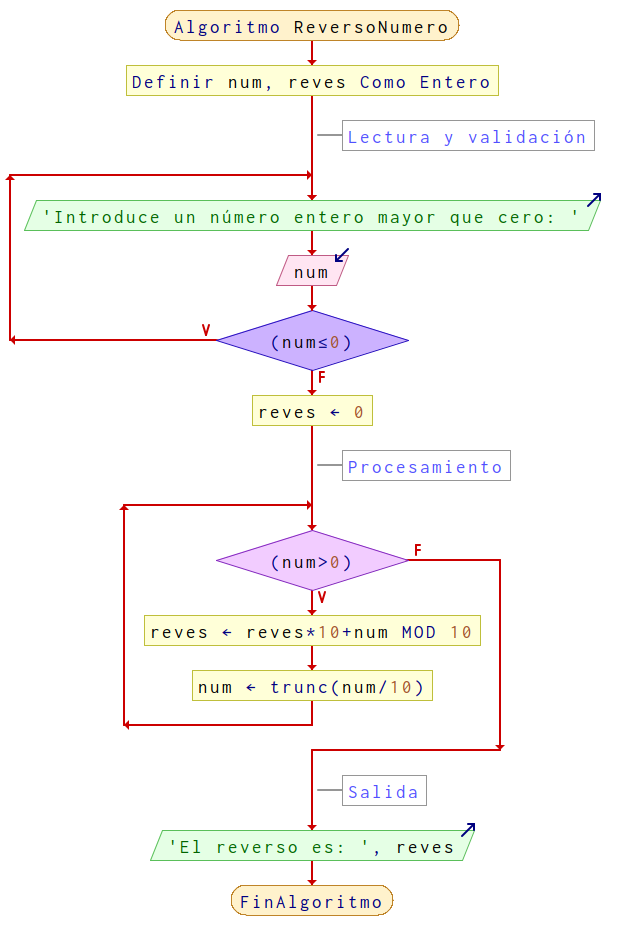 Algoritmo ReversoNumero
Definir num, reves Como Entero
Lectura y validación
'Introduce un número entero mayor que cero: '
num
V
(num≤0)
F
reves ← 0
Procesamiento
F
(num>0)
V
reves ← reves*10+num MOD 10
num ← trunc(num/10)
Salida
'El reverso es: ', reves
FinAlgoritmo